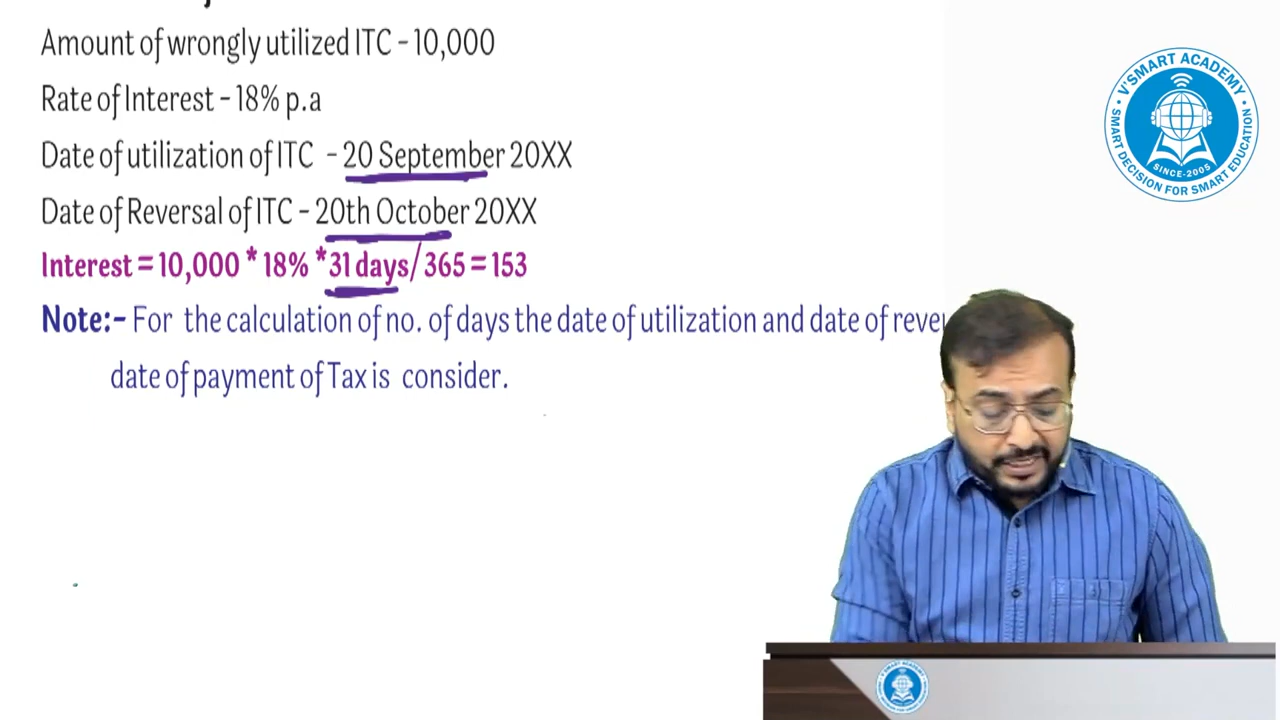 Amount of wrongly utilized ITC - 10,000
Rate of Interest - 18% p.a
Date of utilization of ITC - 20 September 20XX
Date of Reversal of ITC - 20th October 20XX
Interest = 10,000 * 18% *31 days/ 365 = 153
Note:- For the calculation of no. of days the date of utilization and date of
date of payment of Tax is consider.
V'SMART ACADEMY
SINCE-2005
SMART DECISION FOR SMART EDUCATION